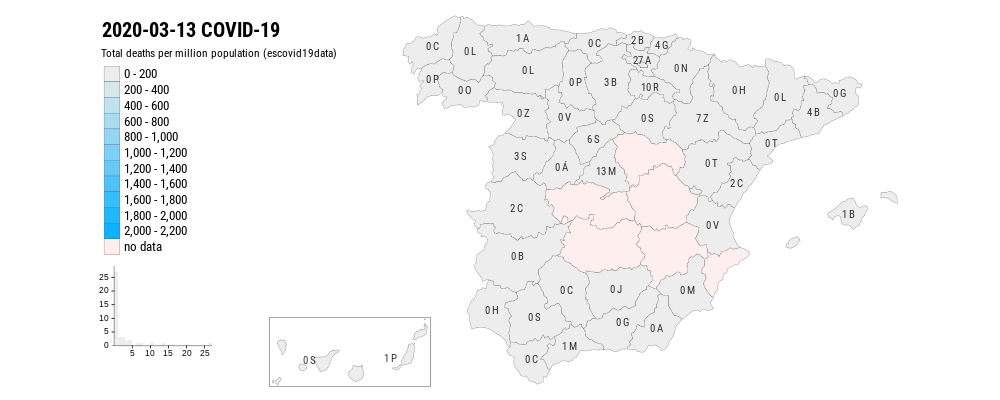 2020-03-13 COVID-19
Total deaths per million population (escovid19data)
0 - 200
200 - 400
400 - 600
600 - 800
800 - 1,000
1,000 - 1,200
1,200 - 1,400
1,400 - 1,600
1,600 - 1,800
1,800 - 2,000
2,000 - 2,200
no data
25
20
15
10
5
0
5 10 15 20 25
0C 0L 1A 0C 2B 4G
27A 0N
0P 0O 0L 0P 3B 10R 0H 0L 4B 0G
0Z 0V 0S 7Z
3S 0Á 6S 13M 0T 0T
2C 2C 1B
0B 0V
0H 0S 0C 0J 0M
0C 1M 0G 0A
0S 1P